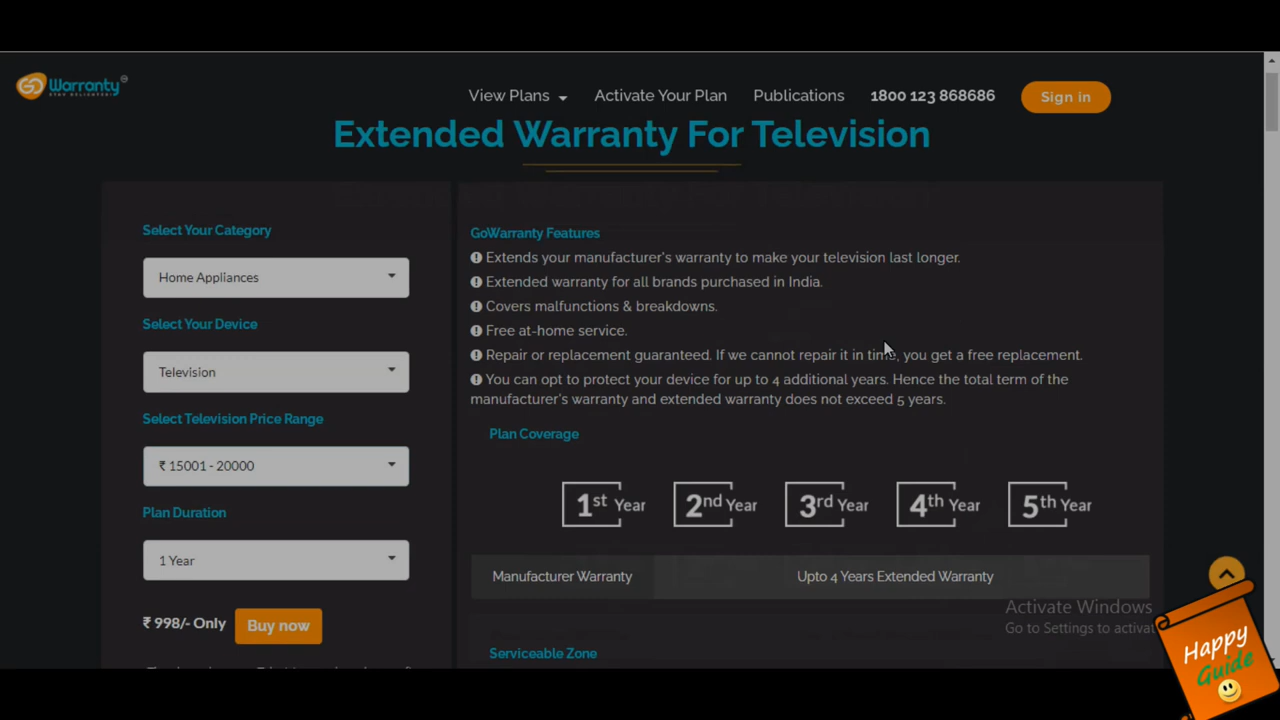 GO Warranty
View Plans
Activate Your Plan
Publications
1800 123 868686
Sign in
Extended Warranty For Television
Select Your Category
Home Appliances
Select Your Device
Television
Select Television Price Range
₹ 15001 - 20000
Plan Duration
1 Year
₹ 998/- Only
Buy now
GoWarranty Features
Extends your manufacturer's warranty to make your television last longer.
Extended warranty for all brands purchased in India.
Covers malfunctions & breakdowns.
Free at-home service.
Repair or replacement guaranteed. If we cannot repair it in time, you get a free replacement.
You can opt to protect your device for up to 4 additional years. Hence the total term of the
manufacturer's warranty and extended warranty does not exceed 5 years.
Plan Coverage
1st Year
2nd Year
3rd Year
4th Year
5th Year
Manufacturer Warranty
Upto 4 Years Extended Warranty
Serviceable Zone
Activate Windows
Go to Settings to activat
Happy
Guide